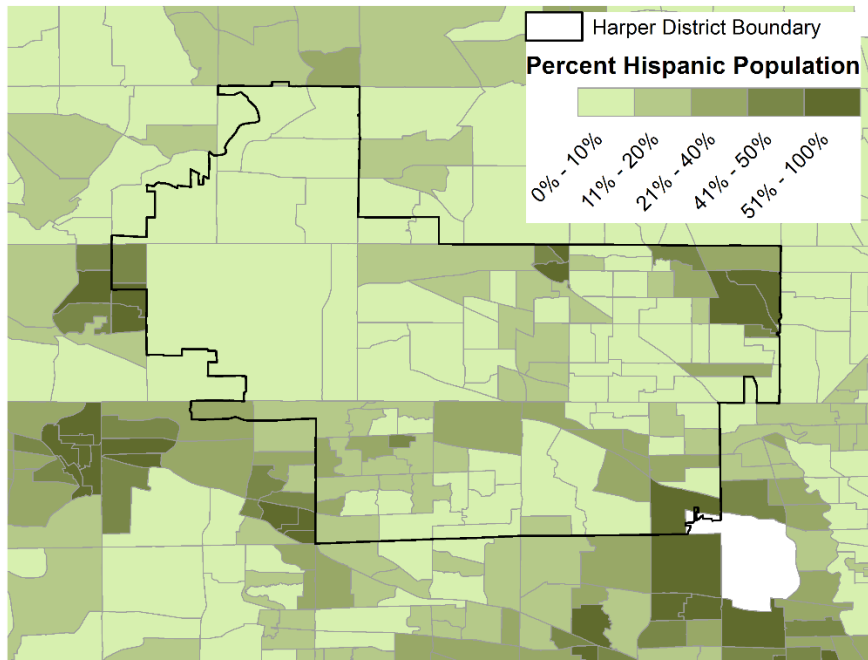 Harper District Boundary
Percent Hispanic Population
0% - 10%
11% - 20%
21% - 40%
41% - 50%
51% - 100%